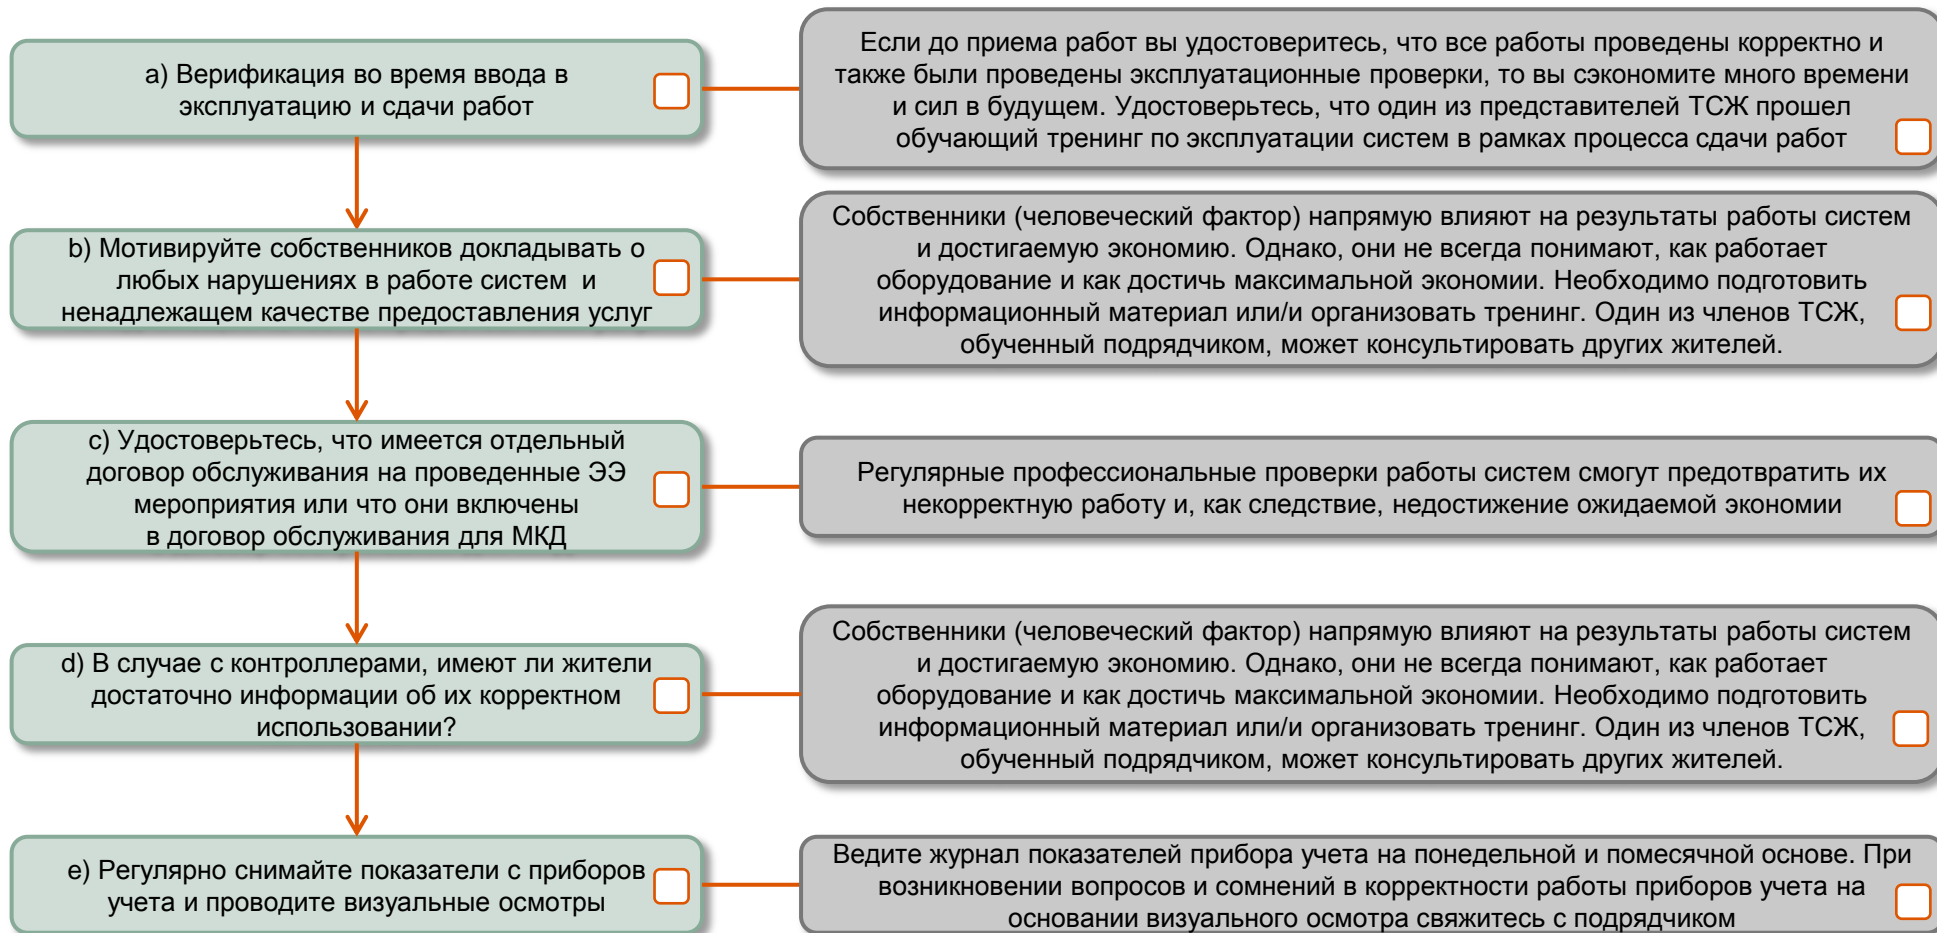 a) Верификация во время ввода в
эксплуатацию и сдачи работ
Если до приема работ вы удостоверитесь, что все работы проведены корректно и
также были проведены эксплуатационные проверки, то вы сэкономите много времени
и сил в будущем. Удостоверьтесь, что один из представителей ТСЖ прошел
обучающий тренинг по эксплуатации систем в рамках процесса сдачи работ
b) Мотивируйте собственников докладывать о
любых нарушениях в работе систем и
ненадлежащем качестве предоставления услуг
Собственники (человеческий фактор) напрямую влияют на результаты работы систем
и достигаемую экономию. Однако, они не всегда понимают, как работает
оборудование и как достичь максимальной экономии. Необходимо подготовить
информационный материал или/и организовать тренинг. Один из членов ТСЖ,
обученный подрядчиком, может консультировать других жителей.
c) Удостоверьтесь, что имеется отдельный
договор обслуживания на проведенные ЭЭ
мероприятия или что они включены
в договор обслуживания для МКД
Регулярные профессиональные проверки работы систем смогут предотвратить их
некорректную работу и, как следствие, недостижение ожидаемой экономии
d) В случае с контроллерами, имеют ли жители
достаточно информации об их корректном
использовании?
Собственники (человеческий фактор) напрямую влияют на результаты работы систем
и достигаемую экономию. Однако, они не всегда понимают, как работает
оборудование и как достичь максимальной экономии. Необходимо подготовить
информационный материал или/и организовать тренинг. Один из членов ТСЖ,
обученный подрядчиком, может консультировать других жителей.
e) Регулярно снимайте показатели с приборов
учета и проводите визуальные осмотры
Ведите журнал показателей прибора учета на понедельной и помесячной основе. При
возникновении вопросов и сомнений в корректности работы приборов учета на
основании визуального осмотра свяжитесь с подрядчиком